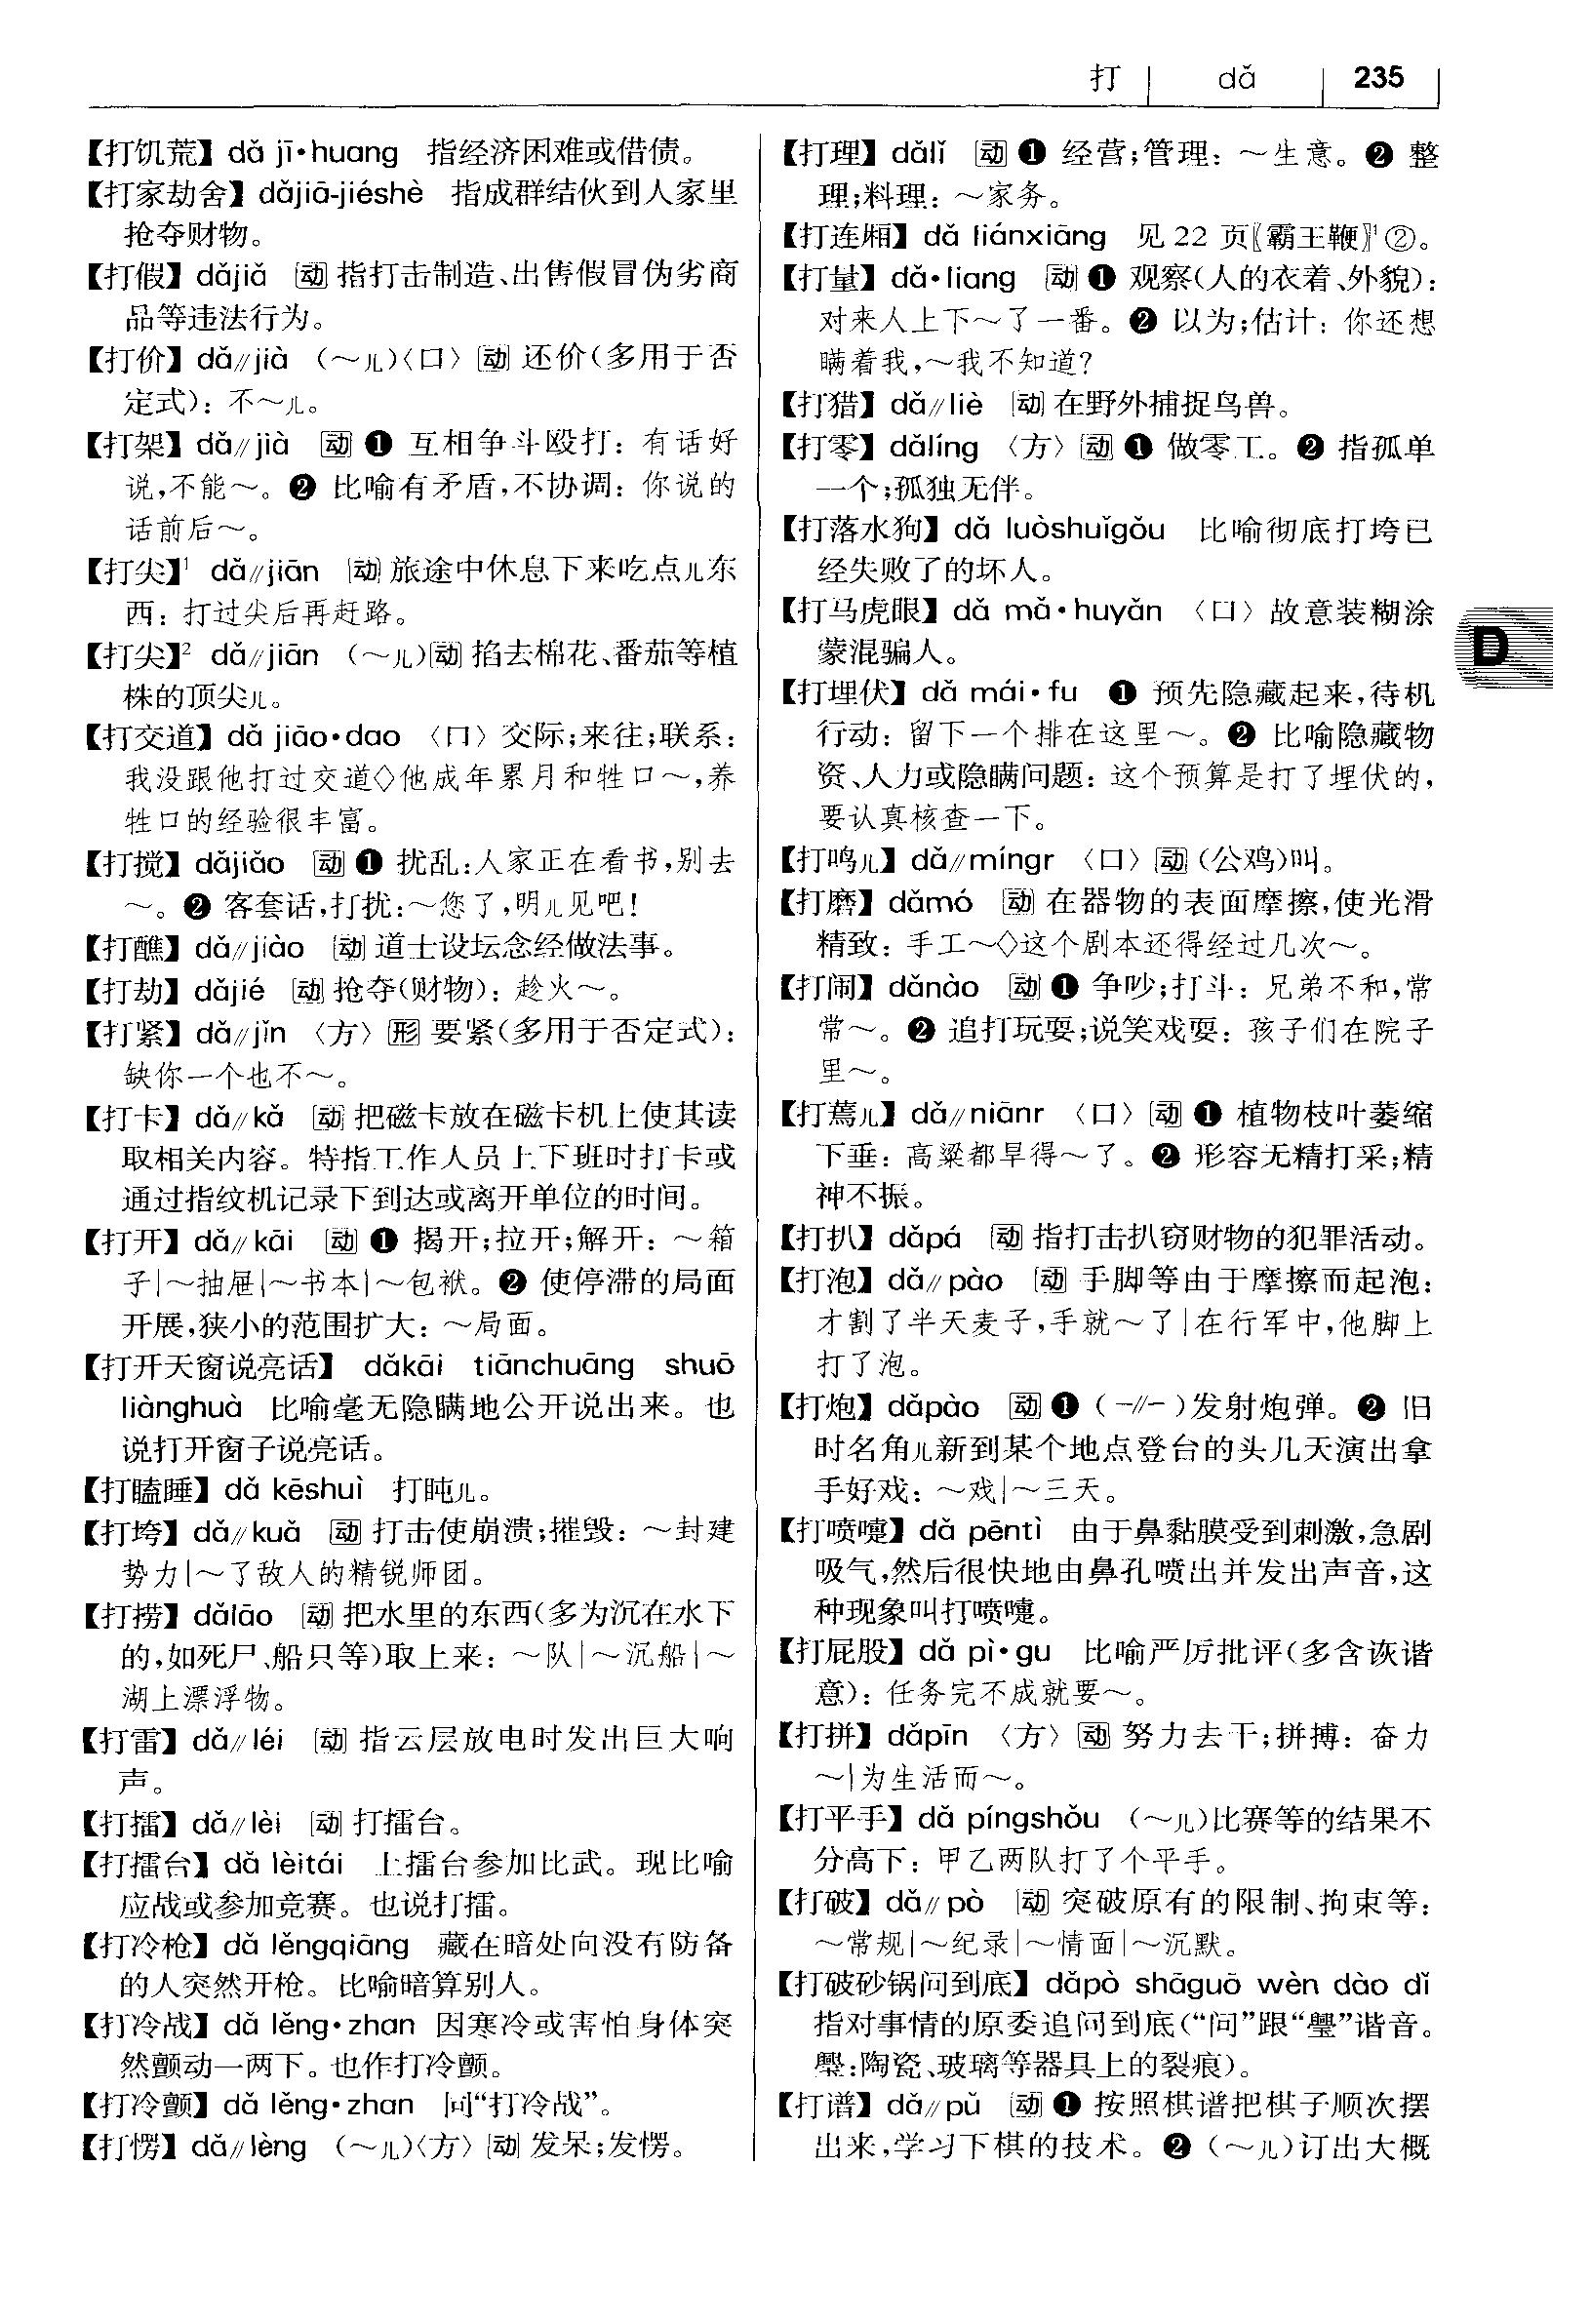 打 dǎ 235
【打饥荒】dǎ jī·huang 指经济困难或借债。
【打家劫舍】dǎjiā-jiéshè 指成群结伙到人家里
抢夺财物。
【打假】dǎjiǎ 动 指打击制造、出售假冒伪劣商
品等违法行为。
【打价】dǎ//jià （～儿）〈口〉动 还价（多用于否
定式）：不～儿。
【打架】dǎ//jià 动 ❶ 互相争斗殴打：有话好
说，不能～。❷ 比喻有矛盾，不协调：你说的
话前后～。
【打尖】¹ dǎ//jiān 动 旅途中休息下来吃点儿东
西：打过尖后再赶路。
【打尖】² dǎ//jiān （～儿）动 掐去棉花、番茄等植
株的顶尖儿。
【打交道】dǎ jiāo·dao 〈口〉交际；来往；联系：
我没跟他打过交道◇他成年累月和牲口～，养
牲口的经验很丰富。
【打搅】dǎjiǎo 动 ❶ 扰乱：人家正在看书，别去
～。❷ 客套话，打扰：～您了，明儿见吧！
【打醮】dǎ//jiào 动 道士设坛念经做法事。
【打劫】dǎjié 动 抢夺（财物）：趁火～。
【打紧】dǎ//jǐn 〈方〉形 要紧（多用于否定式）：
缺你一个也不～。
【打卡】dǎ//kǎ 动 把磁卡放在磁卡机上使其读
取相关内容。特指工作人员上下班时打卡或
通过指纹机记录下到达或离开单位的时间。
【打开】dǎ//kāi 动 ❶ 揭开；拉开；解开：～箱
子|～抽屉|～书本|～包袱。❷ 使停滞的局面
开展，狭小的范围扩大：～局面。
【打开天窗说亮话】 dǎkāi tiānchuāng shuō
liànghuà 比喻毫无隐瞒地公开说出来。也
说打开窗子说亮话。
【打瞌睡】dǎ kēshuì 打盹儿。
【打垮】dǎ//kuǎ 动 打击使崩溃；摧毁：～封建
势力|～了敌人的精锐师团。
【打捞】dǎlāo 动 把水里的东西（多为沉在水下
的，如死尸、船只等）取上来：～队|～沉船|～
湖上漂浮物。
【打雷】dǎ//léi 动 指云层放电时发出巨大响
声。
【打擂】dǎ//lèi 动 打擂台。
【打擂台】dǎ lèitái 上擂台参加比武。现比喻
应战或参加竞赛。也说打擂。
【打冷枪】dǎ lěngqiāng 藏在暗处向没有防备
的人突然开枪。比喻暗算别人。
【打冷战】dǎ lěng·zhan 因寒冷或害怕身体突
然颤动一两下。也作打冷颤。
【打冷颤】dǎ lěng·zhan 同“打冷战”。
【打愣】dǎ//lèng （～儿）〈方〉动 发呆；发愣。
【打理】dǎlǐ 动 ❶ 经营；管理：～生意。❷ 整
理；料理：～家务。
【打连厢】dǎ liánxiāng 见 22 页〖霸王鞭〗¹②。
【打量】dǎ·liang 动 ❶ 观察（人的衣着、外貌）：
对来人上下～了一番。❷ 以为；估计：你还想
瞒着我，～我不知道？
【打猎】dǎ//liè 动 在野外捕捉鸟兽。
【打零】dǎlíng 〈方〉动 ❶ 做零工。❷ 指孤单
一个；孤独无伴。
【打落水狗】dǎ luòshuǐgǒu 比喻彻底打垮已
经失败了的坏人。
【打马虎眼】dǎ mǎ·huyǎn 〈口〉故意装糊涂
蒙混骗人。
【打埋伏】dǎ mái·fu ❶ 预先隐藏起来，待机
行动：留下一个排在这里～。❷ 比喻隐藏物
资、人力或隐瞒问题：这个预算是打了埋伏的，
要认真核查一下。
【打鸣儿】dǎ//míngr 〈口〉动（公鸡）叫。
【打磨】dǎmó 动 在器物的表面摩擦，使光滑
精致：手工～◇这个剧本还得经过几次～。
【打闹】dǎnào 动 ❶ 争吵；打斗：兄弟不和，常
常～。❷ 追打玩耍；说笑戏耍：孩子们在院子
里～。
【打蔫儿】dǎ//niānr 〈口〉动 ❶ 植物枝叶萎缩
下垂：高粱都旱得～了。❷ 形容无精打采；精
神不振。
【打扒】dǎpá 动 指打击扒窃财物的犯罪活动。
【打泡】dǎ//pào 动 手脚等由于摩擦而起泡：
才割了半天麦子，手就～了|在行军中，他脚上
打了泡。
【打炮】dǎpào 动 ❶（－//－）发射炮弹。❷ 旧
时名角儿新到某个地点登台的头几天演出拿
手好戏：～戏|～三天。
【打喷嚏】dǎ pēntì 由于鼻黏膜受到刺激，急剧
吸气，然后很快地由鼻孔喷出并发出声音，这
种现象叫打喷嚏。
【打屁股】dǎ pì·gu 比喻严厉批评（多含诙谐
意）：任务完不成就要～。
【打拼】dǎpīn 〈方〉动 努力去干；拼搏：奋力
～|为生活而～。
【打平手】dǎ píngshǒu （～儿）比赛等的结果不
分高下：甲乙两队打了个平手。
【打破】dǎ//pò 动 突破原有的限制、拘束等：
～常规|～纪录|～情面|～沉默。
【打破砂锅问到底】dǎpò shāguō wèn dào dǐ
指对事情的原委追问到底（“问”跟“璺”谐音。
璺：陶瓷、玻璃等器具上的裂痕）。
【打谱】dǎ//pǔ 动 ❶ 按照棋谱把棋子顺次摆
出来，学习下棋的技术。❷（～儿）订出大概
D